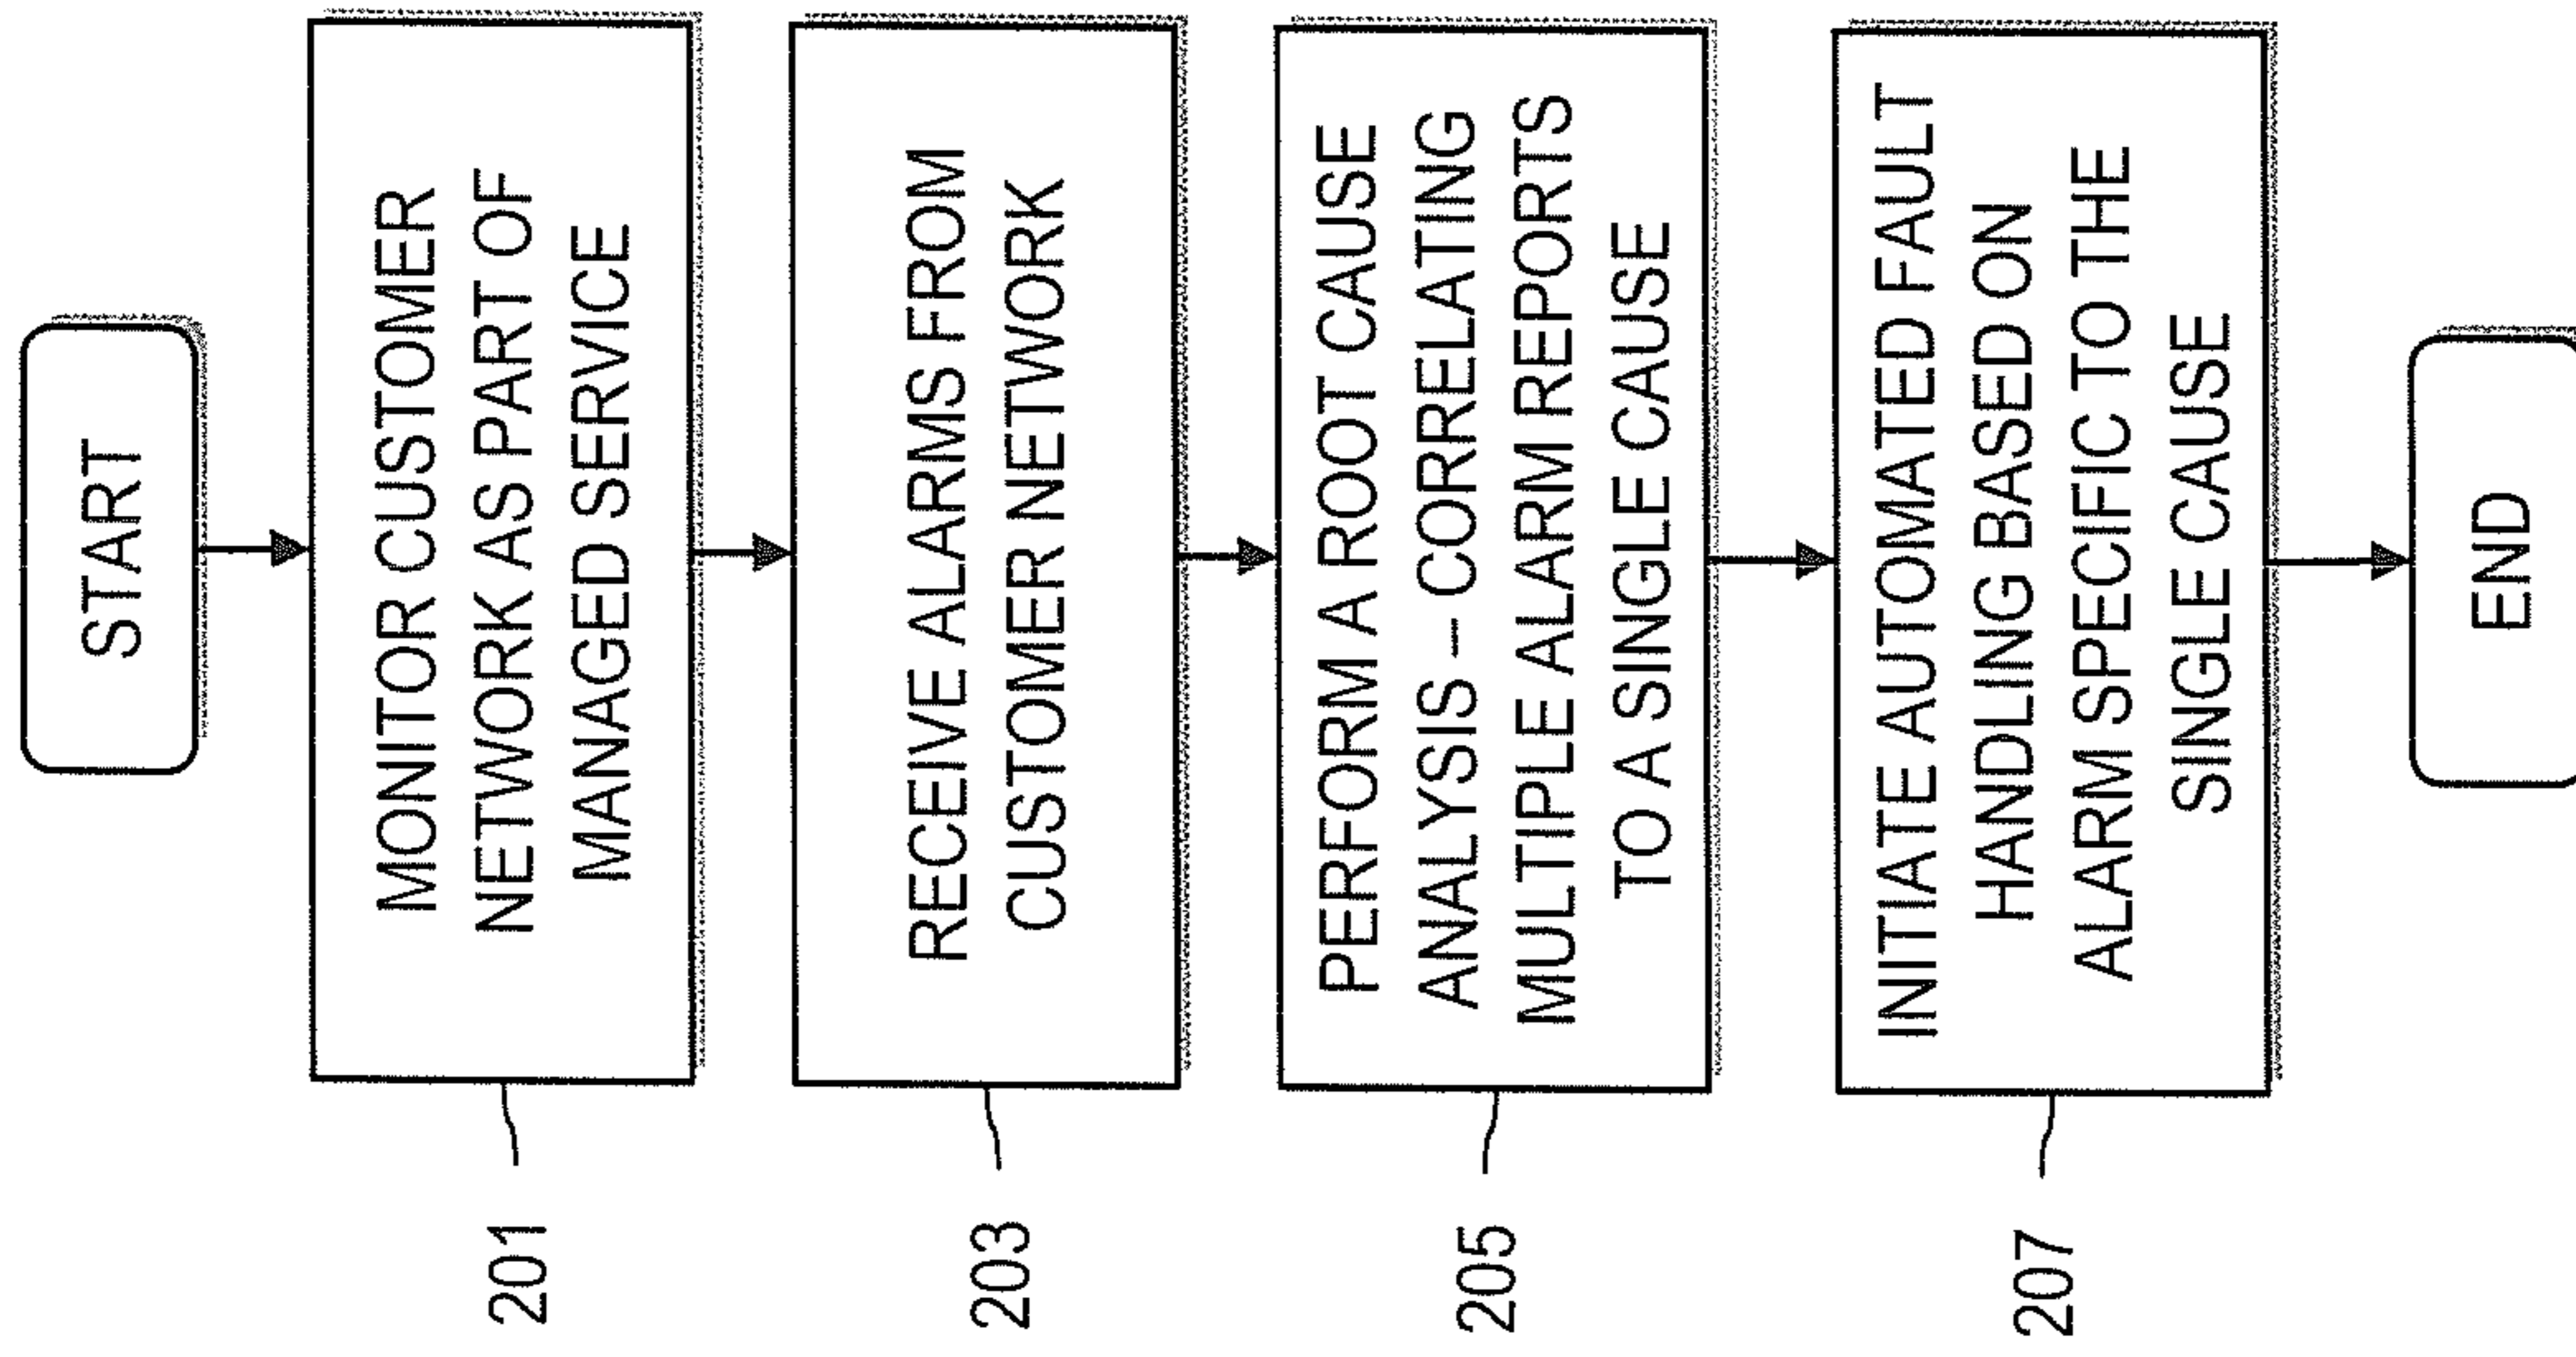 START
201
MONITOR CUSTOMER
NETWORK AS PART OF
MANAGED SERVICE
203
RECEIVE ALARMS FROM
CUSTOMER NETWORK
205
PERFORM A ROOT CAUSE
ANALYSIS – CORRELATING
MULTIPLE ALARM REPORTS
TO A SINGLE CAUSE
207
INITIATE AUTOMATED FAULT
HANDLING BASED ON
ALARM SPECIFIC TO THE
SINGLE CAUSE
END